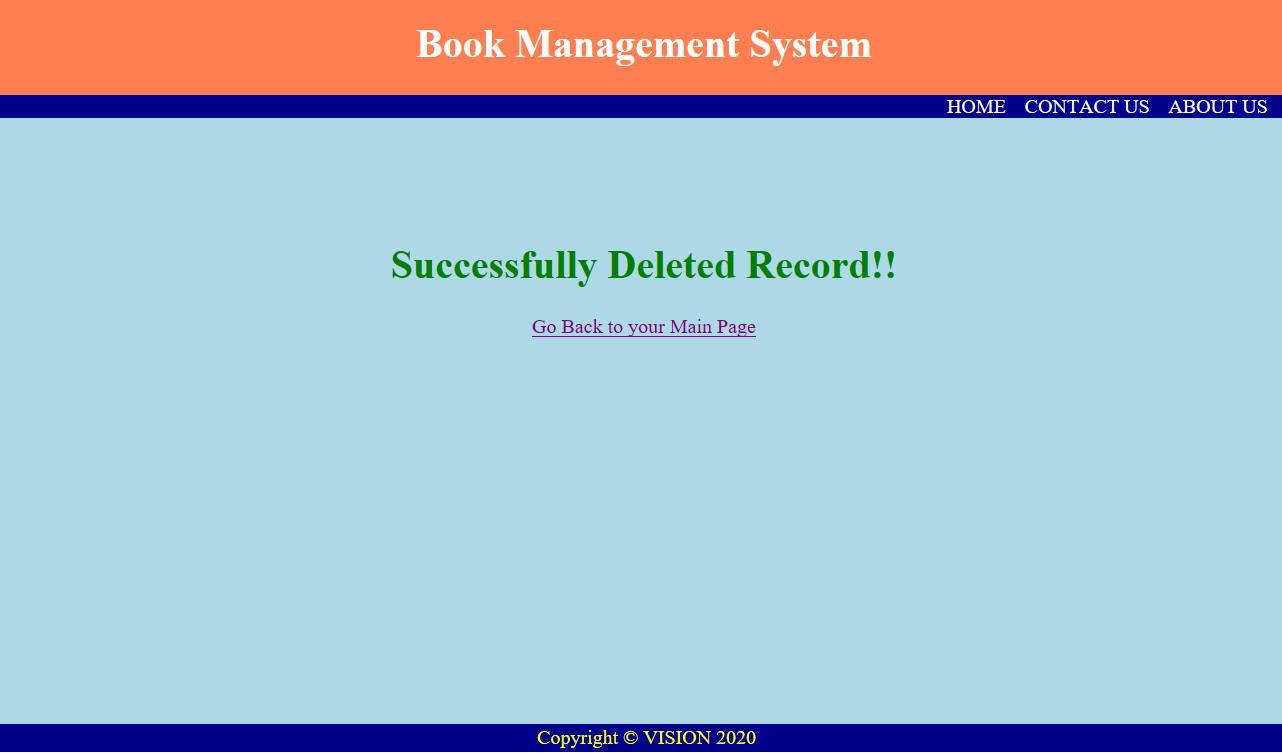 Book Management System
HOME CONTACT US ABOUT US
Successfully Deleted Record!!
Go Back to your Main Page
Copyright © VISION 2020